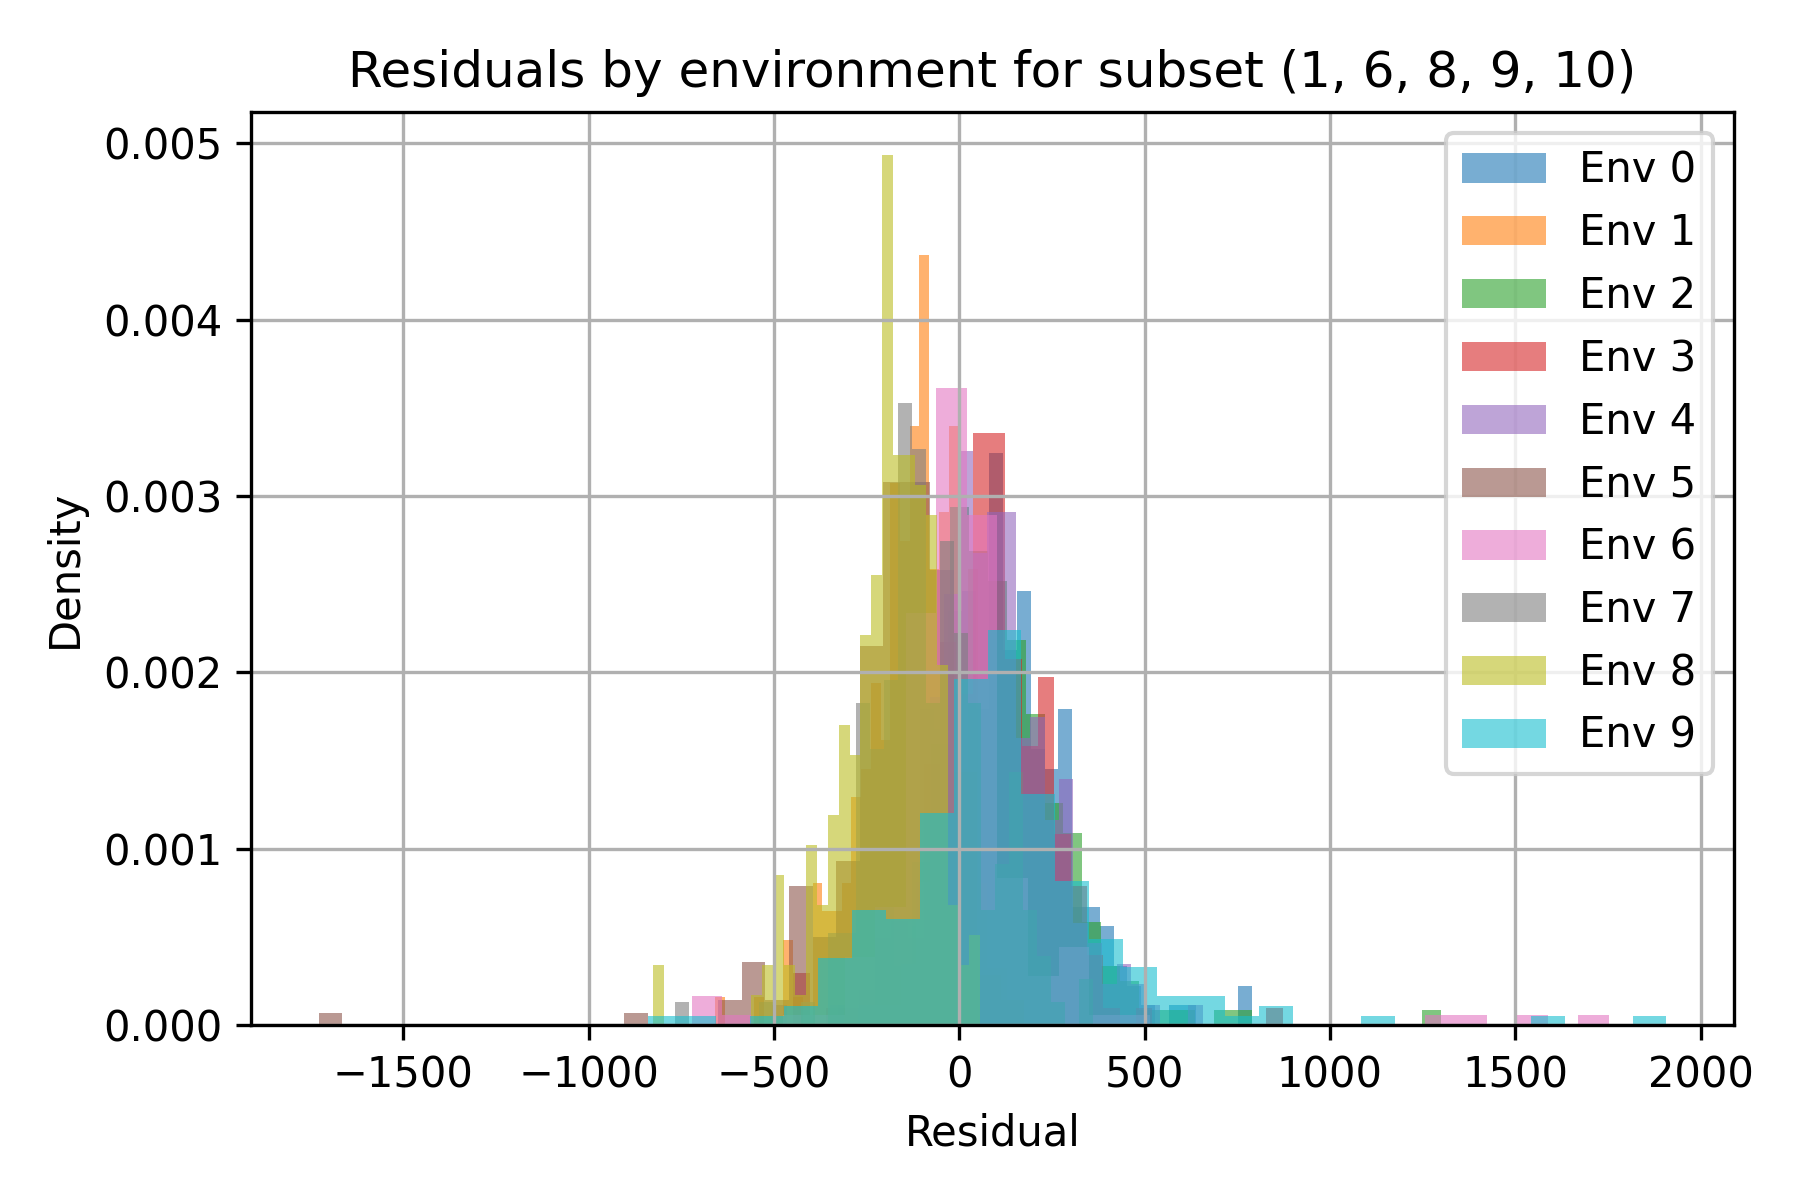 Residuals by environment for subset (1, 6, 8, 9, 10)
0.005
0.004
0.003
0.002
0.001
0.000
Density
−1500
−1000
−500
0
500
1000
1500
2000
Residual
Env 0
Env 1
Env 2
Env 3
Env 4
Env 5
Env 6
Env 7
Env 8
Env 9